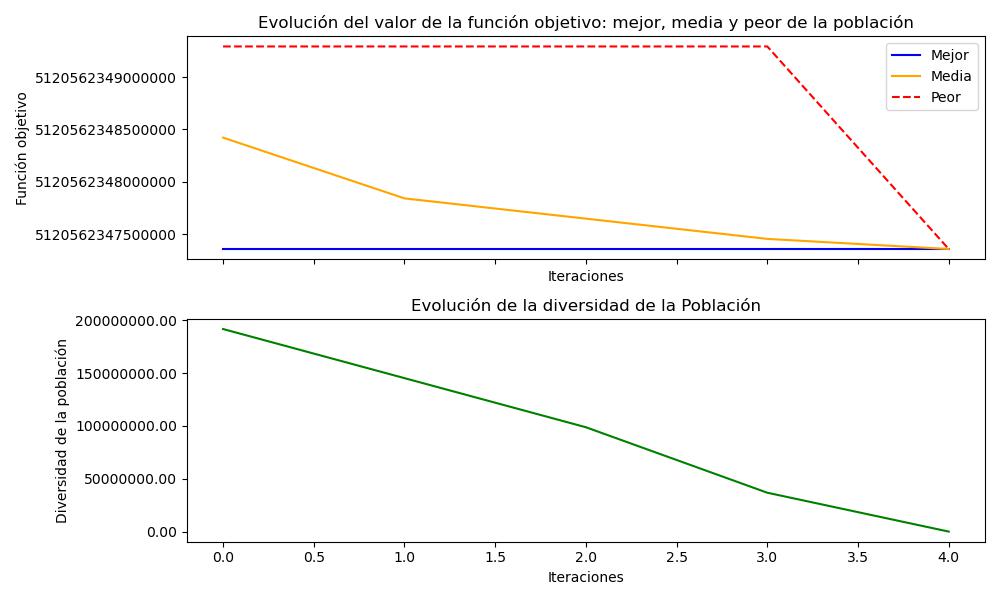 Evolución del valor de la función objetivo: mejor, media y peor de la población
Función objetivo
5120562349000000
5120562348500000
5120562348000000
5120562347500000
Mejor
Media
Peor
Iteraciones
Evolución de la diversidad de la Población
Diversidad de la población
200000000.00
150000000.00
100000000.00
50000000.00
0.00
0.0 0.5 1.0 1.5 2.0 2.5 3.0 3.5 4.0
Iteraciones